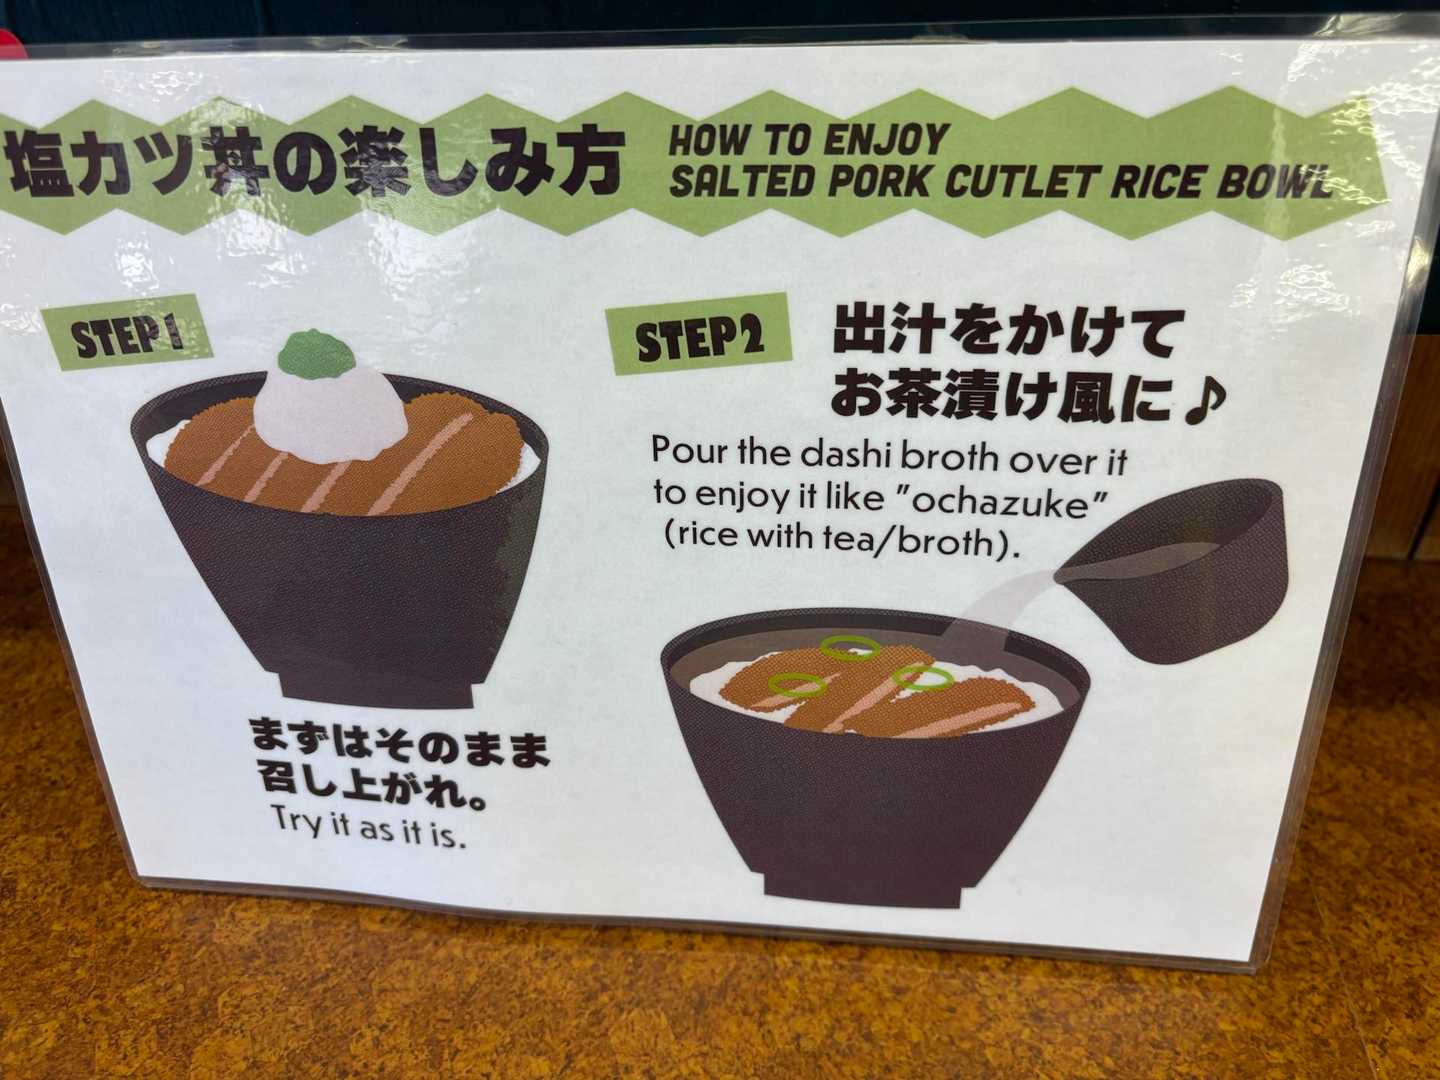 塩カツ丼の楽しみ方
HOW TO ENJOY
SALTED PORK CUTLET RICE BOWL
STEP1
まずはそのまま
召し上がれ。
Try it as it is.
STEP2
出汁をかけて
お茶漬け風に♪
Pour the dashi broth over it
to enjoy it like "ochazuke"
(rice with tea/broth).